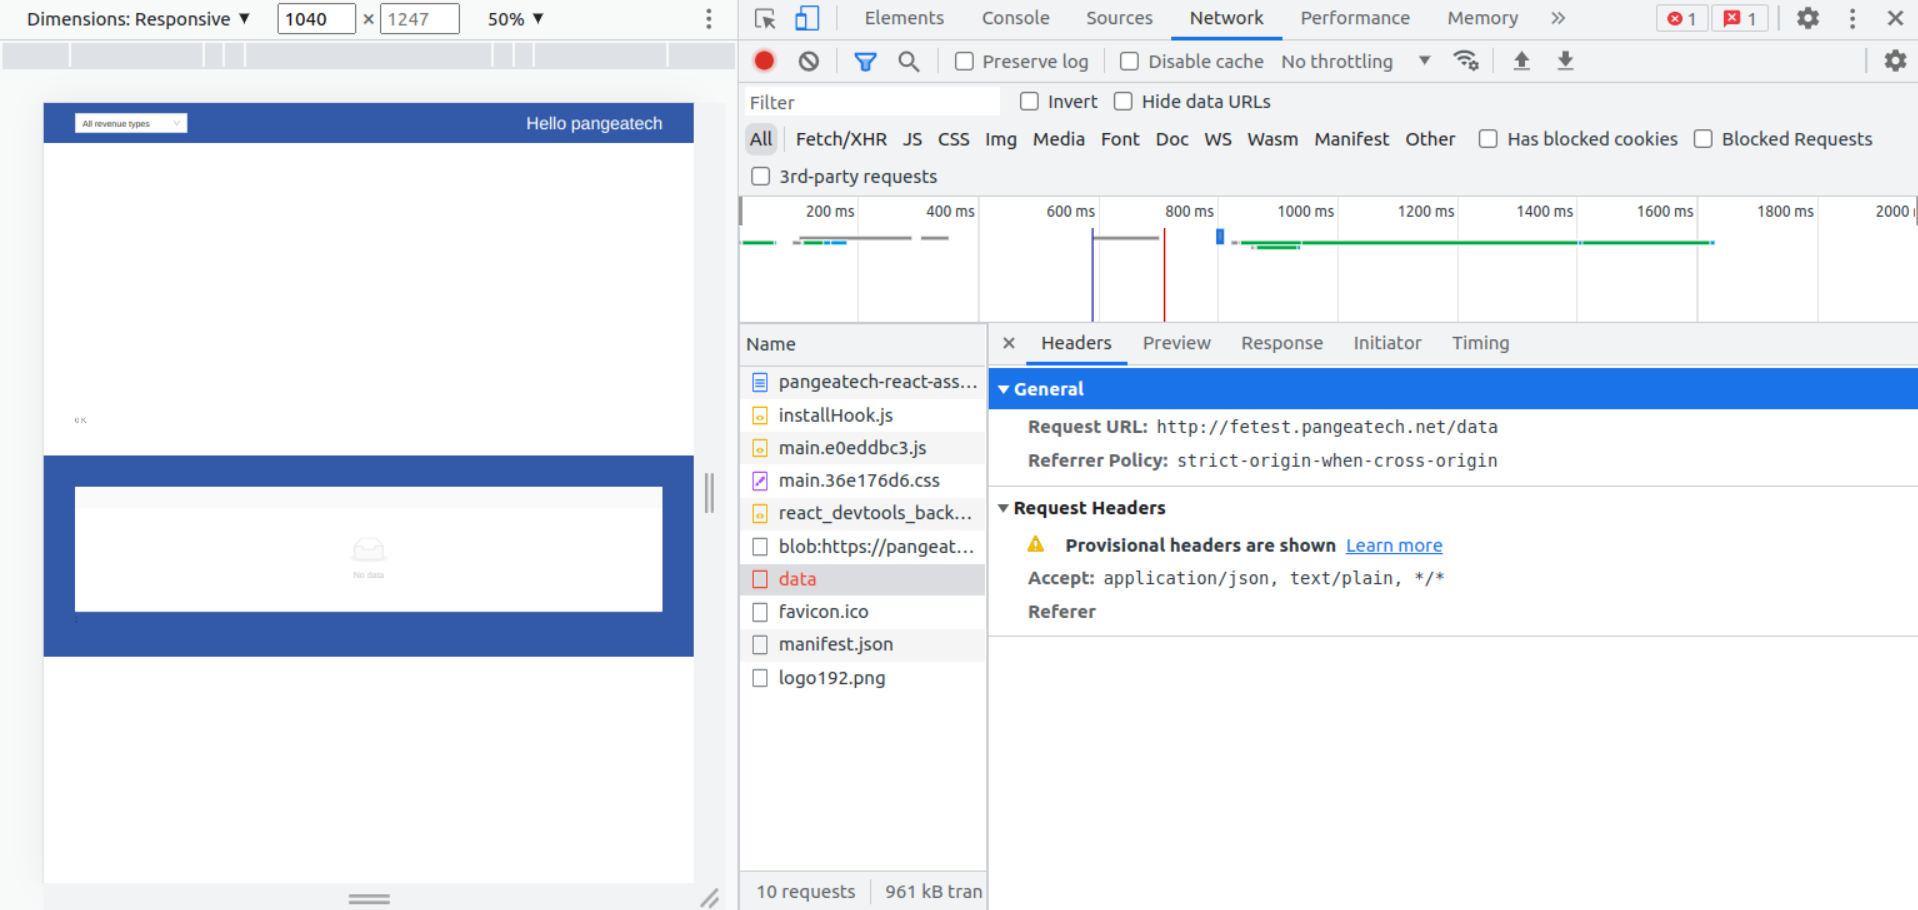 Dimensions: Responsive ▼ 1040 × 1247 50% ▼
Elements Console Sources Network Performance Memory » 1 1
Preserve log Disable cache No throttling ▼
Filter Invert Hide data URLs
All Fetch/XHR JS CSS Img Media Font Doc WS Wasm Manifest Other Has blocked cookies Blocked Requests
3rd-party requests
200 ms 400 ms 600 ms 800 ms 1000 ms 1200 ms 1400 ms 1600 ms 1800 ms 2000
All revenue types Hello pangeatech
€ K
No data
Name
pangeatech-react-ass...
installHook.js
main.e0eddbc3.js
main.36e176d6.css
react_devtools_back...
blob:https://pangeat...
data
favicon.ico
manifest.json
logo192.png
10 requests 961 kB tran
× Headers Preview Response Initiator Timing
▼ General
Request URL: http://fetest.pangeatech.net/data
Referrer Policy: strict-origin-when-cross-origin
▼ Request Headers
Provisional headers are shown Learn more
Accept: application/json, text/plain, */*
Referer